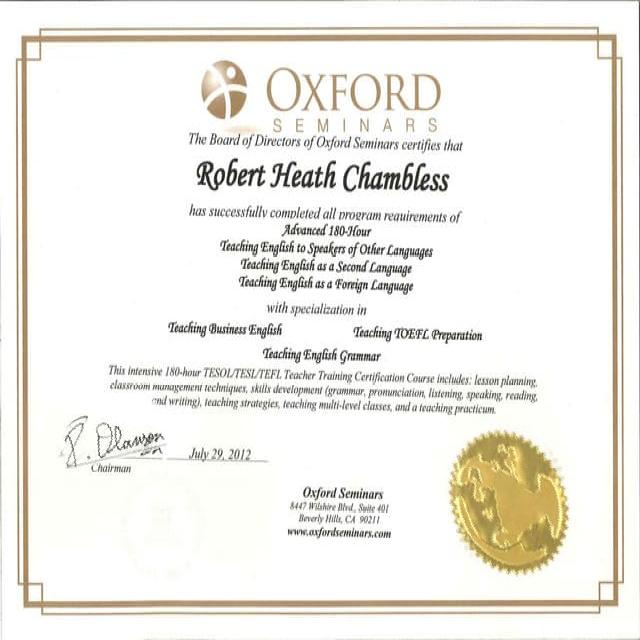 OXFORD
SEMINARS
The Board of Directors of Oxford Seminars certifies that
Robert Heath Chambless
has successfully completed all program requirements of
Advanced 180-Hour
Teaching English to Speakers of Other Languages
Teaching English as a Second Language
Teaching English as a Foreign Language
with specialization in
Teaching Business English Teaching TOEFL Preparation
Teaching English Grammar
This intensive 180-hour TESOL/TESL/TEFL Teacher Training Certification Course includes: lesson planning,
classroom management techniques, skills development (grammar, pronunciation, listening, speaking, reading,
and writing), teaching strategies, teaching multi-level classes, and a teaching practicum.
July 29, 2012
Chairman
Oxford Seminars
8447 Wilshire Blvd., Suite 401
Beverly Hills, CA 90211
www.oxfordseminars.com